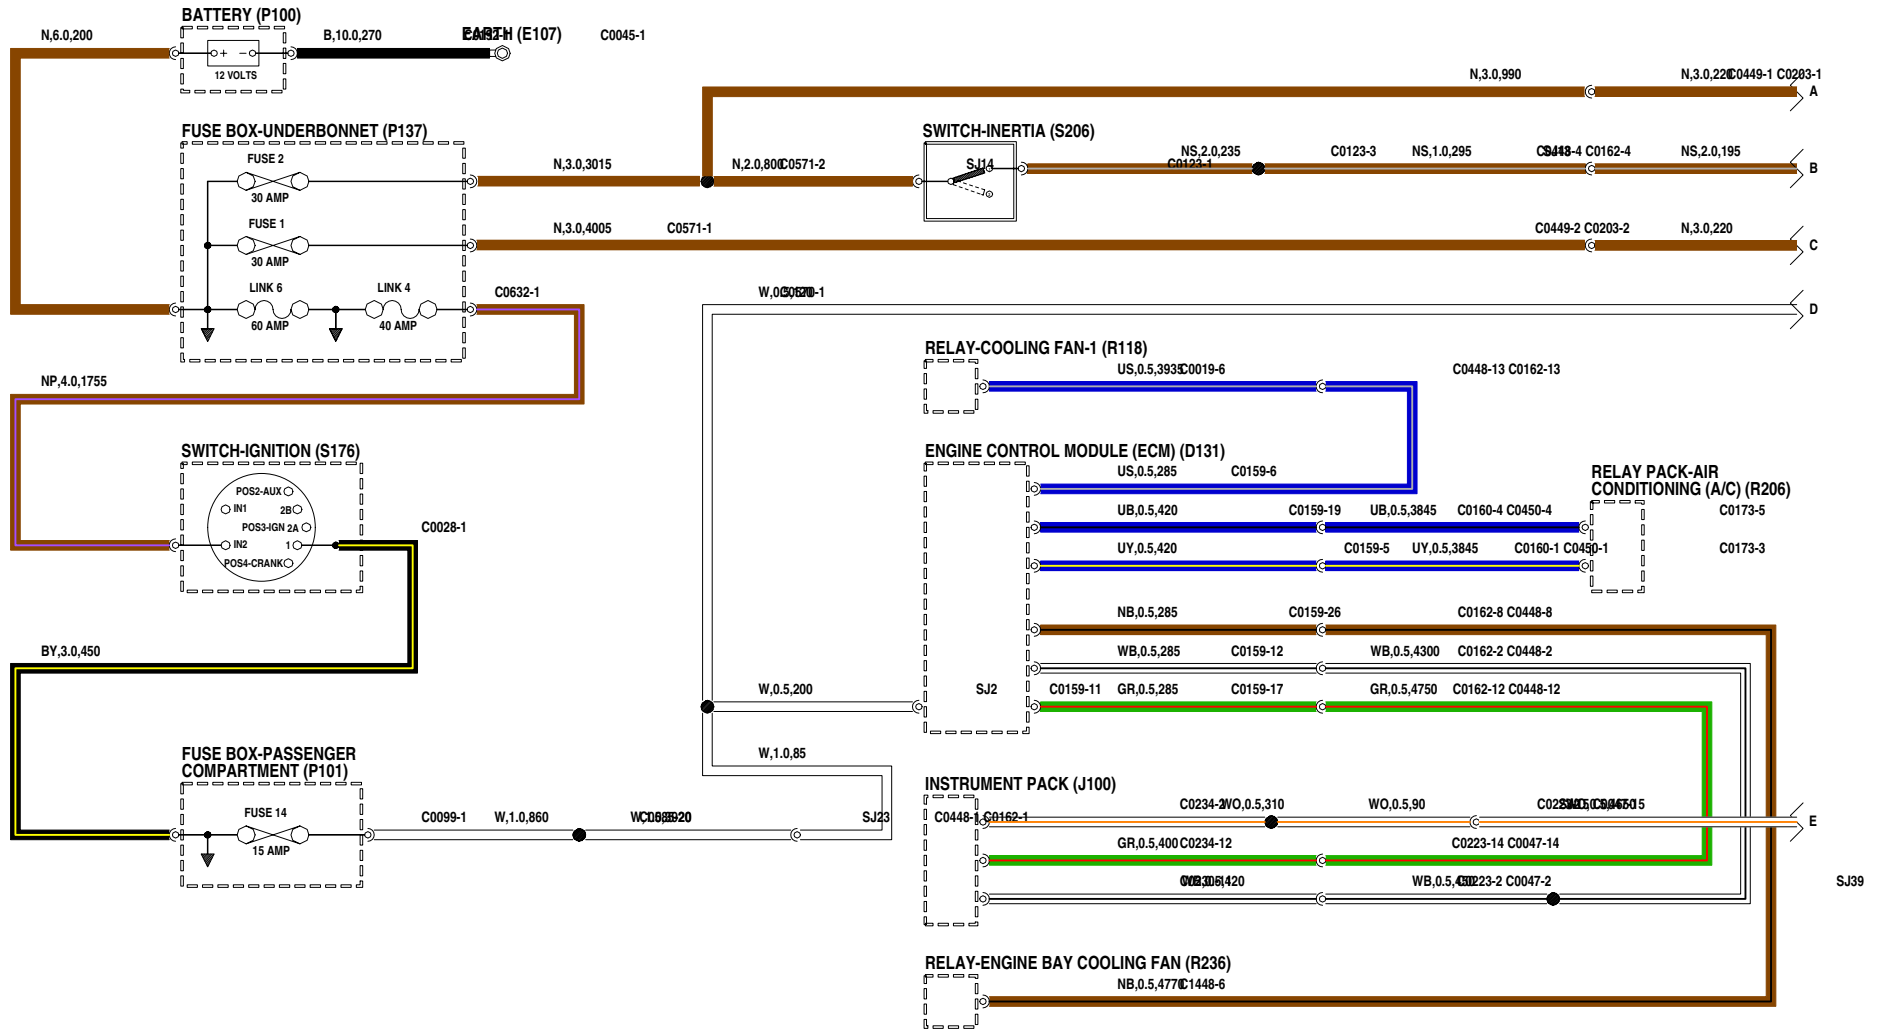 BATTERY (P100)
N,6.0,200
B,10.0,270
EARTH (E107)
C0045-1
+ −
12 VOLTS
N,3.0,990
N,3.0,220
C0449-1 C0203-1
A
FUSE BOX-UNDERBONNET (P137)
SWITCH-INERTIA (S206)
FUSE 2
30 AMP
N,3.0,3015
N,2.0,800
C0571-2
SJ14
C0123-1
NS,2.0,235
C0123-3
NS,1.0,295
C0162-4
NS,2.0,195
B
FUSE 1
30 AMP
N,3.0,4005
C0571-1
C0449-2 C0203-2
N,3.0,220
C
LINK 6
LINK 4
C0632-1
60 AMP
40 AMP
D
RELAY-COOLING FAN-1 (R118)
US,0.5,3935
C0019-6
C0448-13 C0162-13
NP,4.0,1755
SWITCH-IGNITION (S176)
POS2-AUX
IN1
2B
POS3-IGN
2A
IN2
1
POS4-CRANK
C0028-1
ENGINE CONTROL MODULE (ECM) (D131)
US,0.5,285
C0159-6
RELAY PACK-AIR
CONDITIONING (A/C) (R206)
UB,0.5,420
C0159-19
UB,0.5,3845
C0160-4 C0450-4
C0173-5
UY,0.5,420
C0159-5
UY,0.5,3845
C0160-1 C0450-1
C0173-3
NB,0.5,285
C0159-26
C0162-8 C0448-8
BY,3.0,450
WB,0.5,285
C0159-12
WB,0.5,4300
C0162-2 C0448-2
W,0.5,200
SJ2
C0159-11
GR,0.5,285
C0159-17
GR,0.5,4750
C0162-12 C0448-12
W,1.0,85
FUSE BOX-PASSENGER
COMPARTMENT (P101)
FUSE 14
15 AMP
C0099-1
W,1.0,860
SJ23
C0448-1 C0162-1
INSTRUMENT PACK (J100)
C0234-2
WO,0.5,310
WO,0.5,90
E
GR,0.5,400
C0234-12
C0223-14 C0047-14
WB,0.5,450
C0223-2 C0047-2
SJ39
RELAY-ENGINE BAY COOLING FAN (R236)
NB,0.5,4770
C1448-6